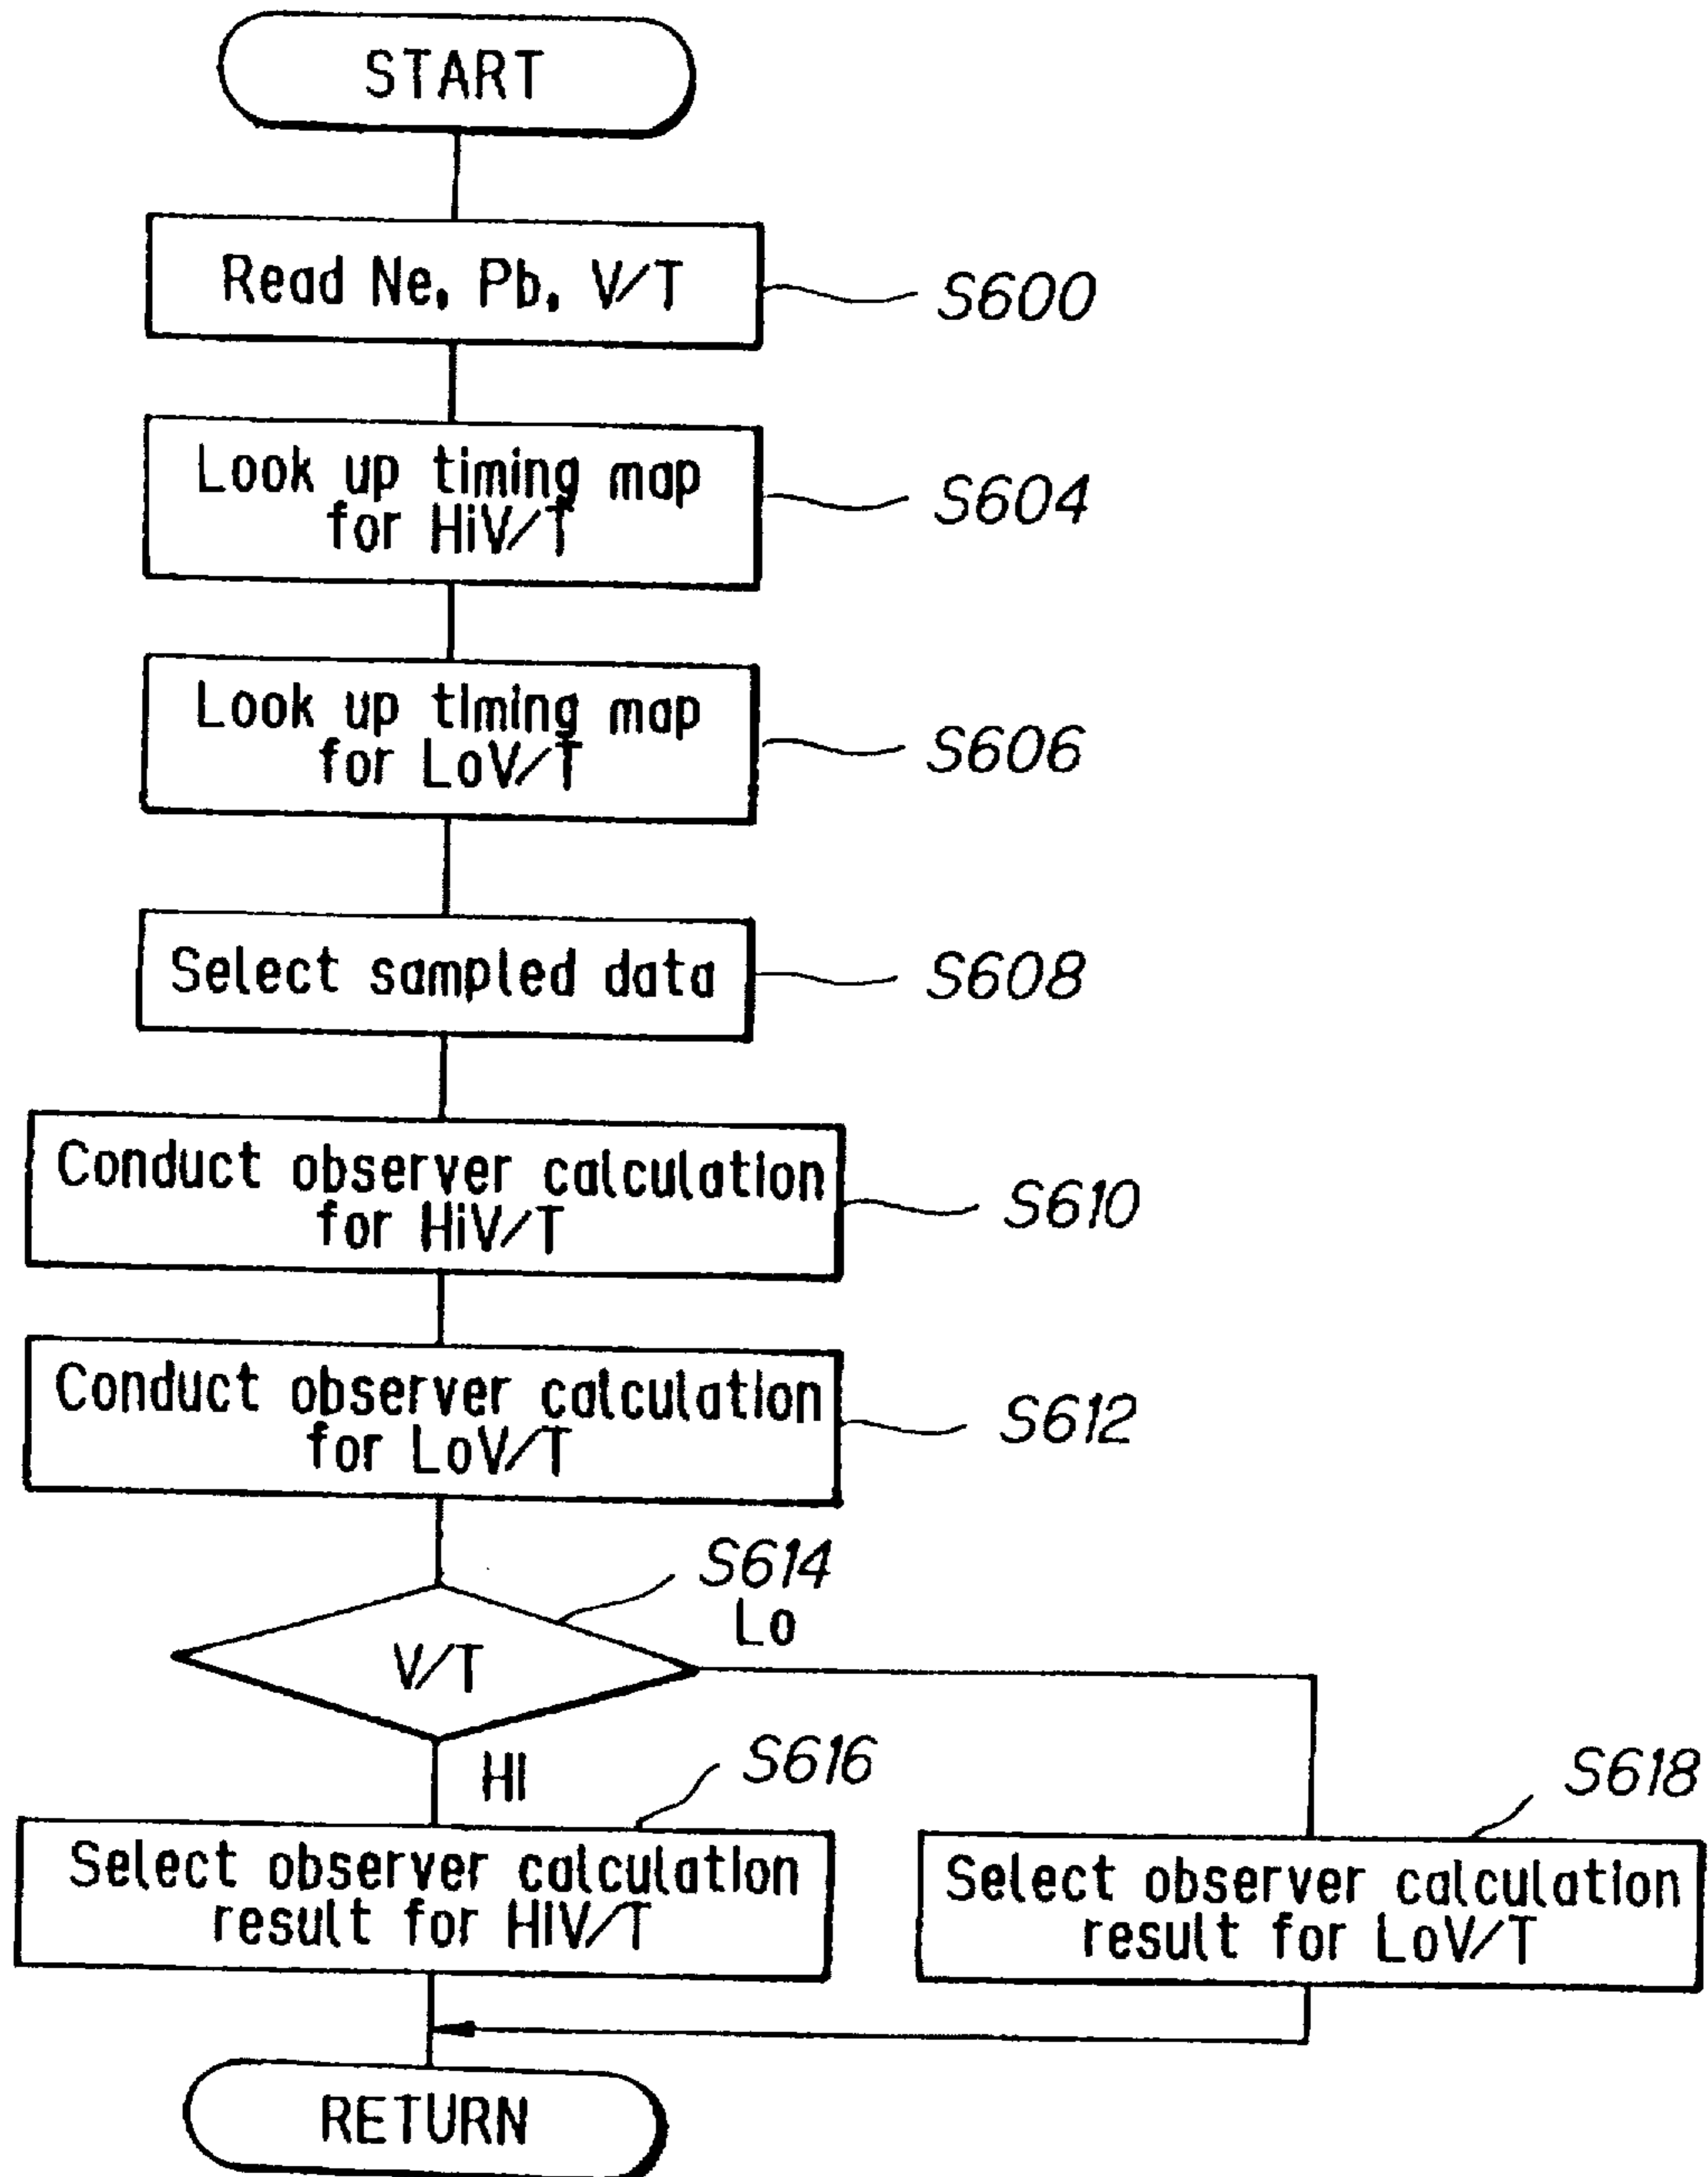 START
Read Ne, Pb, V/T
S600
Look up timing map
for HiV/T
S604
Look up timing map
for LoV/T
S606
Select sampled data
S608
Conduct observer calculation
for HiV/T
S610
Conduct observer calculation
for LoV/T
S612
S614
Lo
V/T
Hi
S616
Select observer calculation
result for HiV/T
S618
Select observer calculation
result for LoV/T
RETURN